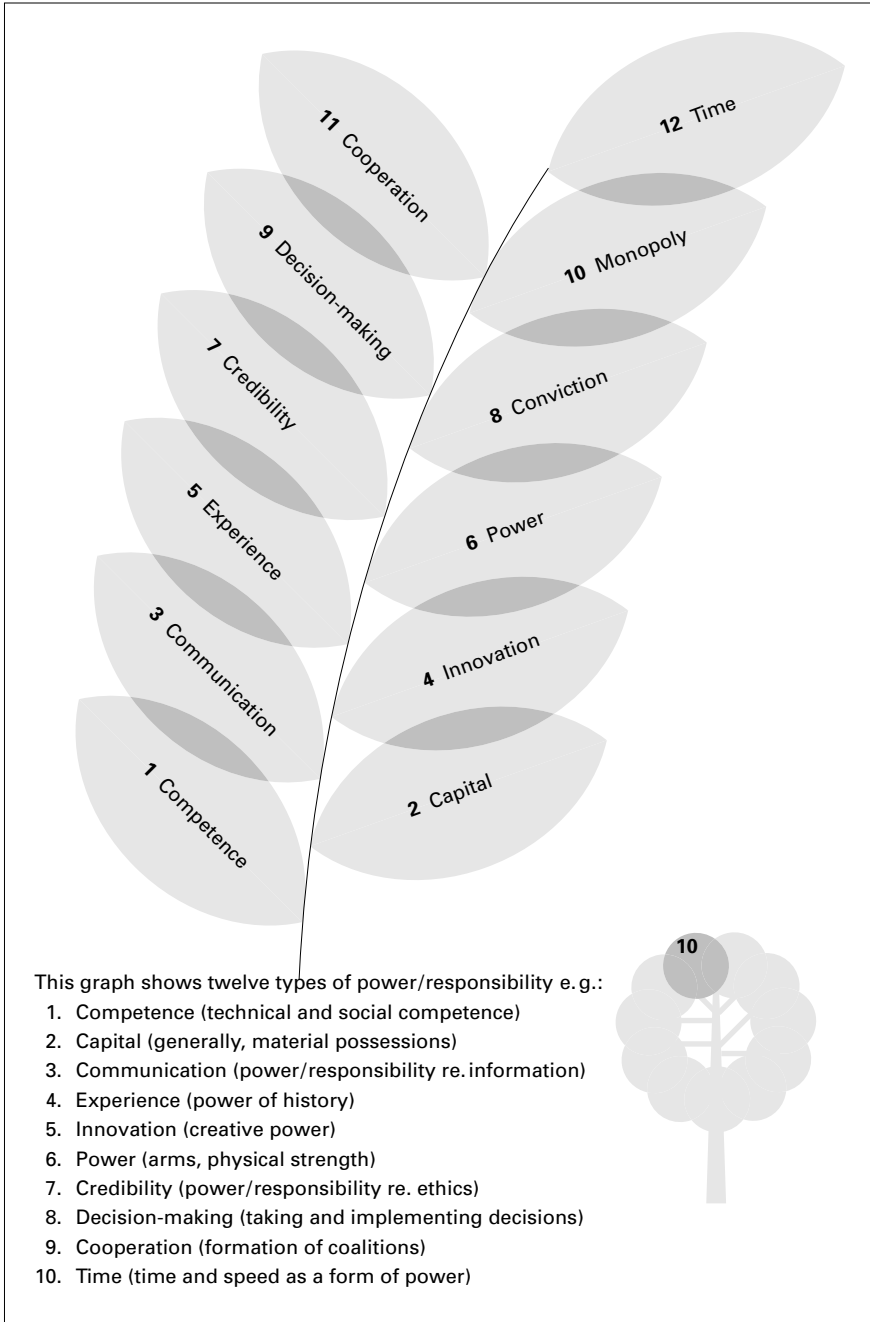 11 Cooperation
12 Time
9 Decision-making
10 Monopoly
7 Credibility
8 Conviction
5 Experience
6 Power
3 Communication
4 Innovation
1 Competence
2 Capital
10
This graph shows twelve types of power/responsibility e.g.:
1. Competence (technical and social competence)
2. Capital (generally, material possessions)
3. Communication (power/responsibility re. information)
4. Experience (power of history)
5. Innovation (creative power)
6. Power (arms, physical strength)
7. Credibility (power/responsibility re. ethics)
8. Decision-making (taking and implementing decisions)
9. Cooperation (formation of coalitions)
10. Time (time and speed as a form of power)